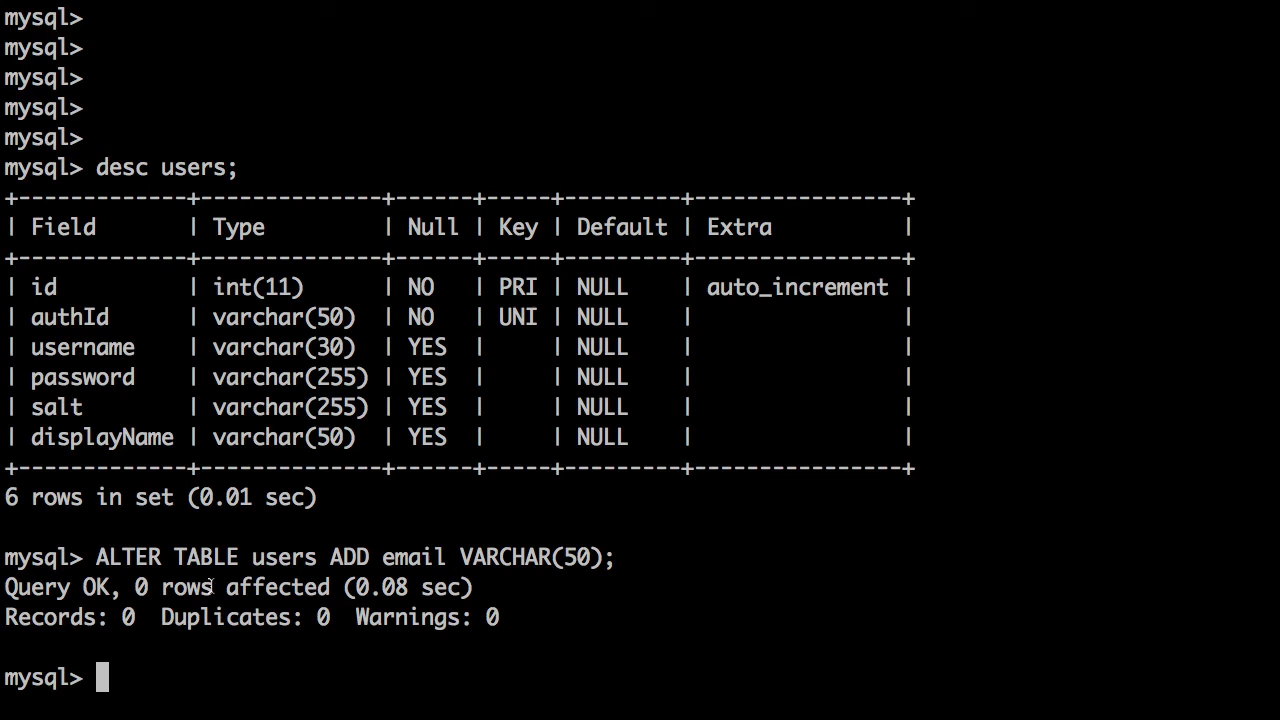 mysql>
mysql>
mysql>
mysql>
mysql>
mysql> desc users;
+-------------+--------------+------+-----+---------+----------------+
| Field       | Type         | Null | Key | Default | Extra          |
+-------------+--------------+------+-----+---------+----------------+
| id          | int(11)      | NO   | PRI | NULL    | auto_increment |
| authId      | varchar(50)  | NO   | UNI | NULL    |                |
| username    | varchar(30)  | YES  |     | NULL    |                |
| password    | varchar(255) | YES  |     | NULL    |                |
| salt        | varchar(255) | YES  |     | NULL    |                |
| displayName | varchar(50)  | YES  |     | NULL    |                |
+-------------+--------------+------+-----+---------+----------------+
6 rows in set (0.01 sec)
mysql> ALTER TABLE users ADD email VARCHAR(50);
Query OK, 0 rows affected (0.08 sec)
Records: 0  Duplicates: 0  Warnings: 0
mysql>